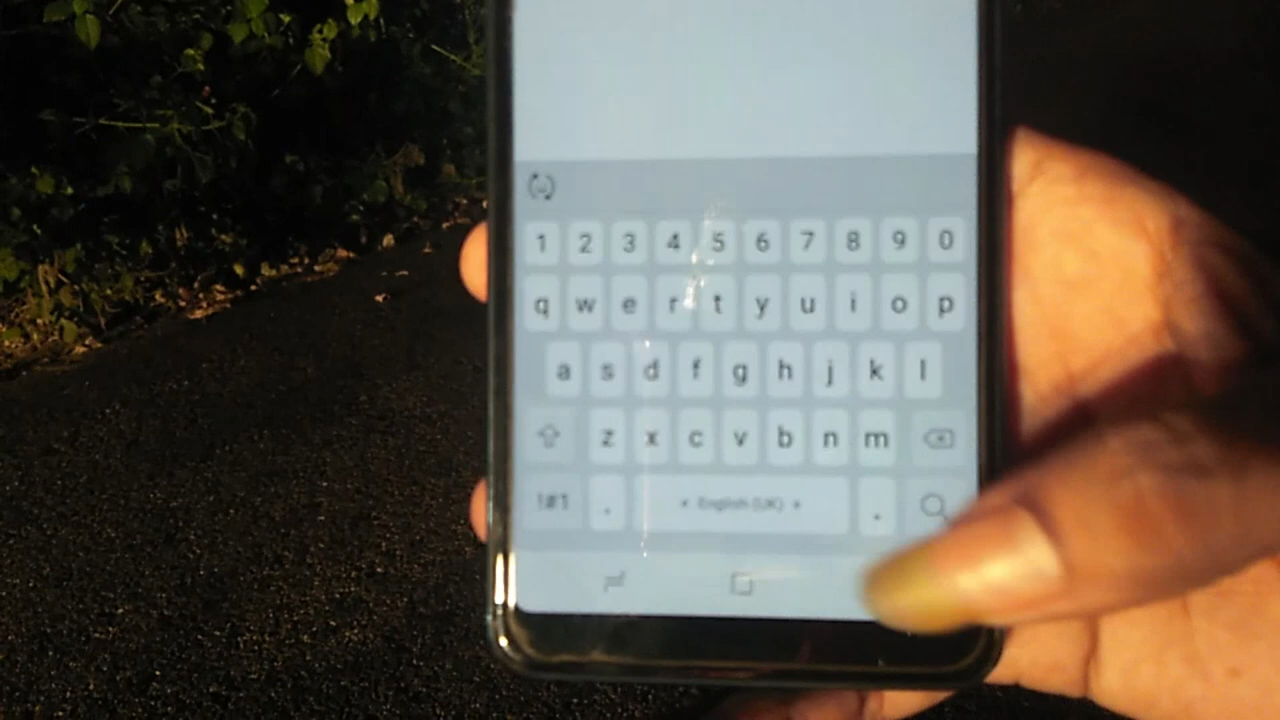 1 2 3 4 5 6 7 8 9 0
q w e r t y u i o p
a s d f g h j k l
z x c v b n m
!#1 , English (UK) .